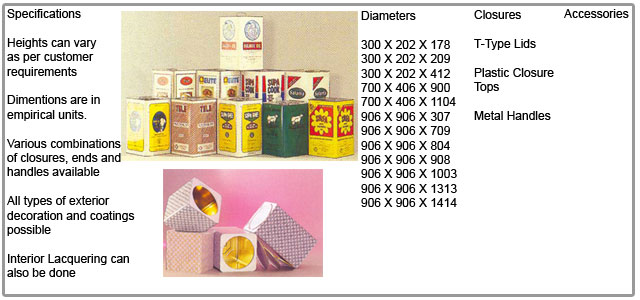 Specifications
Heights can vary
as per customer
requirements
Dimentions are in
empirical units.
Various combinations
of closures, ends and
handles available
All types of exterior
decoration and coatings
possible
Interior Lacquering can
also be done
TULSI
Diameters
300 X 202 X 178
300 X 202 X 209
300 X 202 X 412
700 X 406 X 900
700 X 406 X 1104
906 X 906 X 307
906 X 906 X 709
906 X 906 X 804
906 X 906 X 908
906 X 906 X 1003
906 X 906 X 1313
906 X 906 X 1414
Closures
T-Type Lids
Plastic Closure
Tops
Metal Handles
Accessories